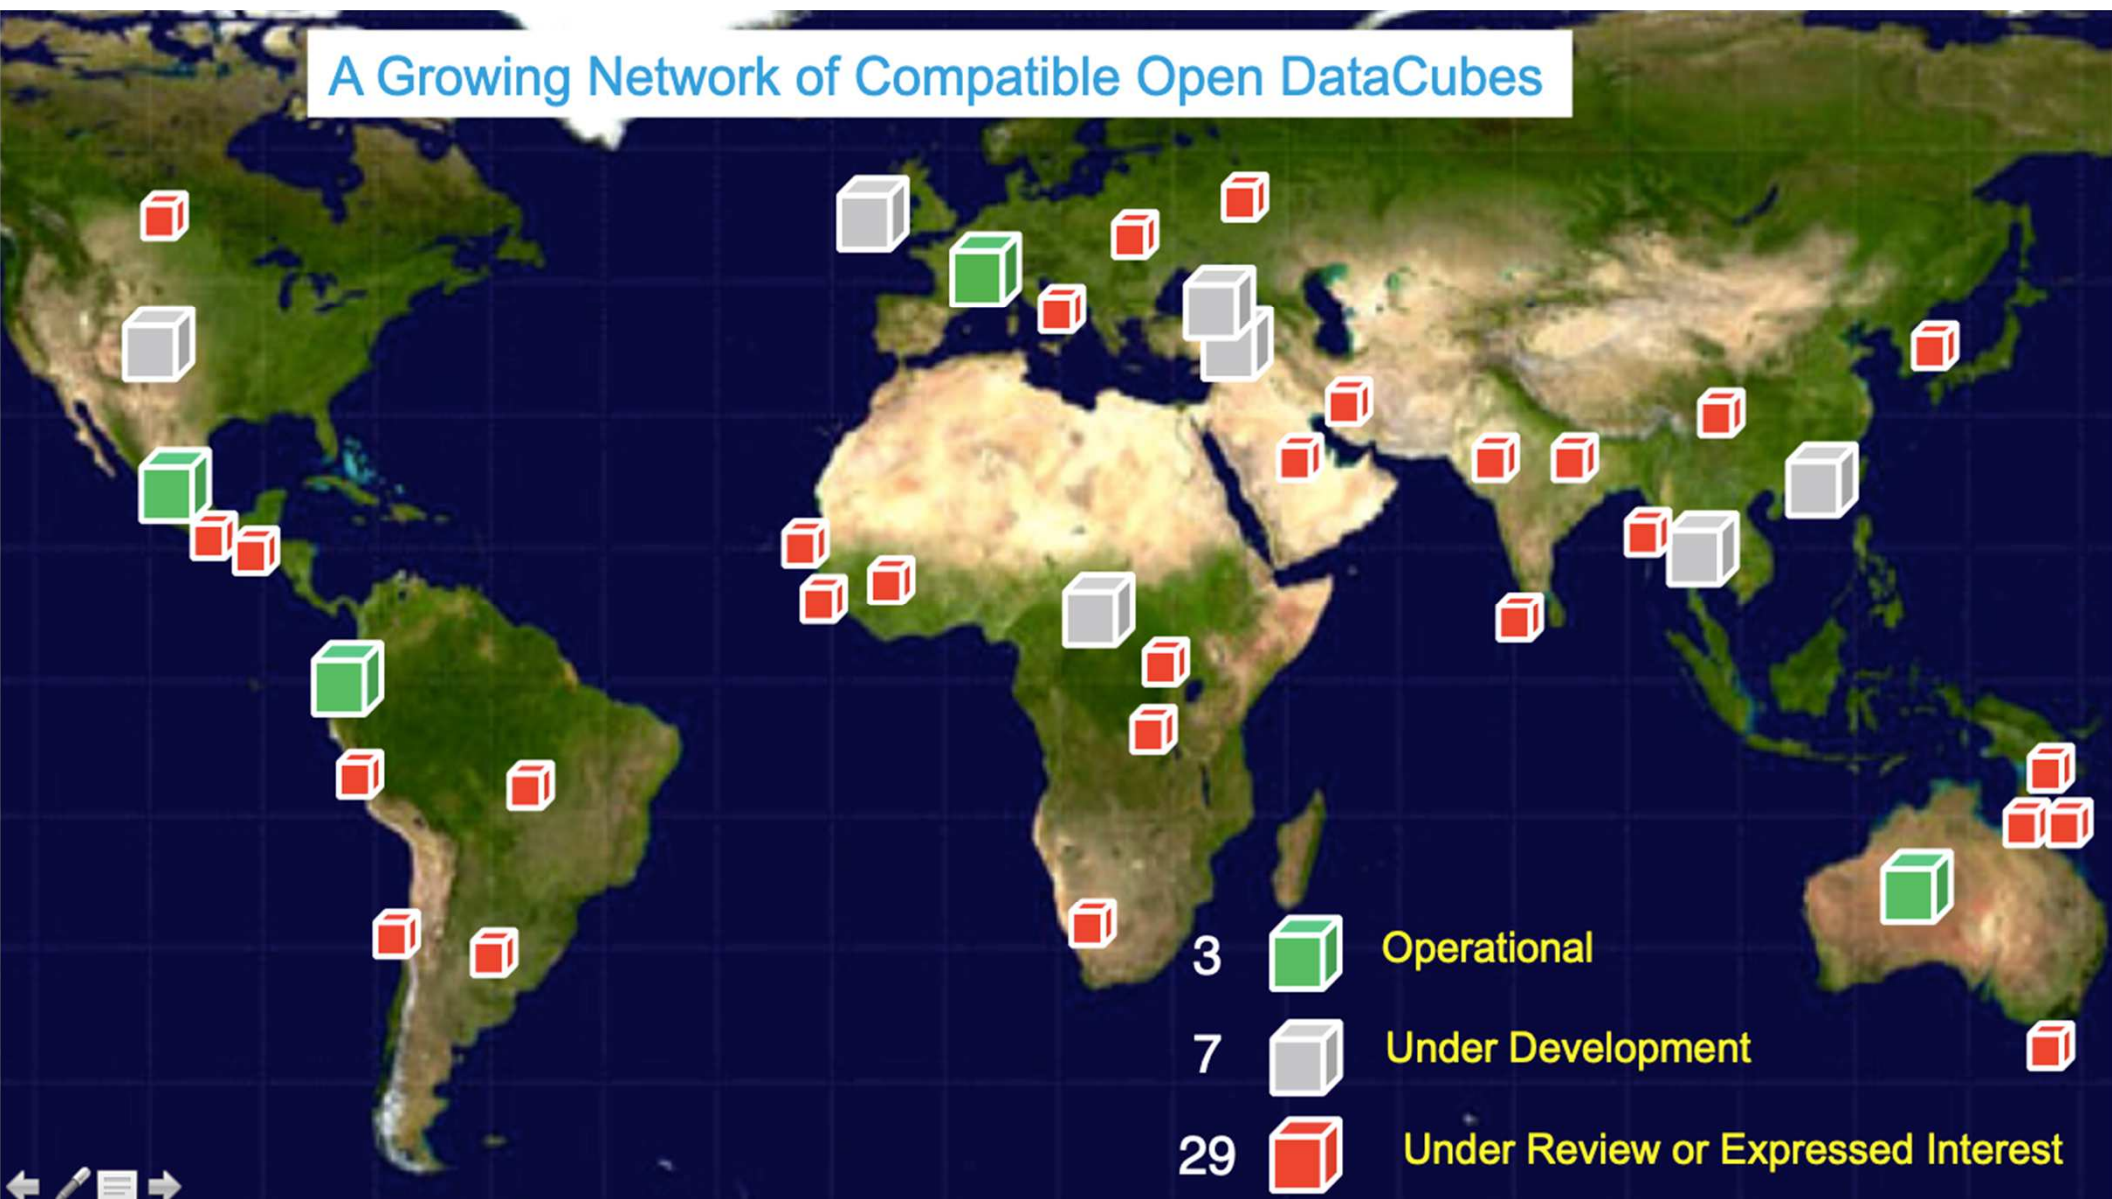 A Growing Network of Compatible Open DataCubes
3 Operational
7 Under Development
29 Under Review or Expressed Interest